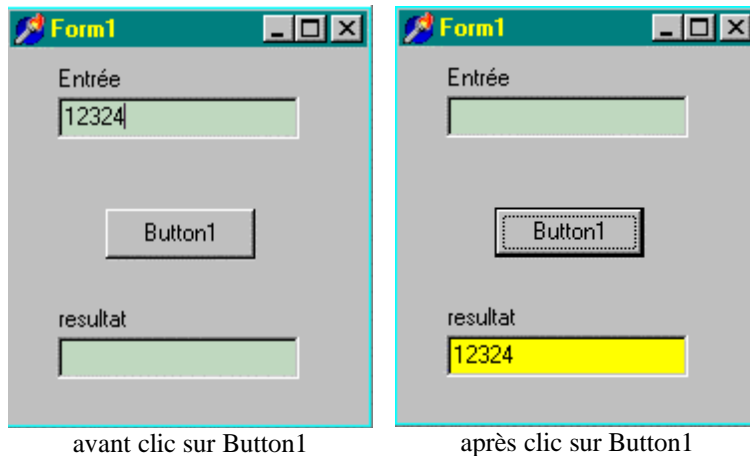 Form1
Entrée
12324
Button1
resultat
avant clic sur Button1
Form1
Entrée
Button1
resultat
12324
après clic sur Button1